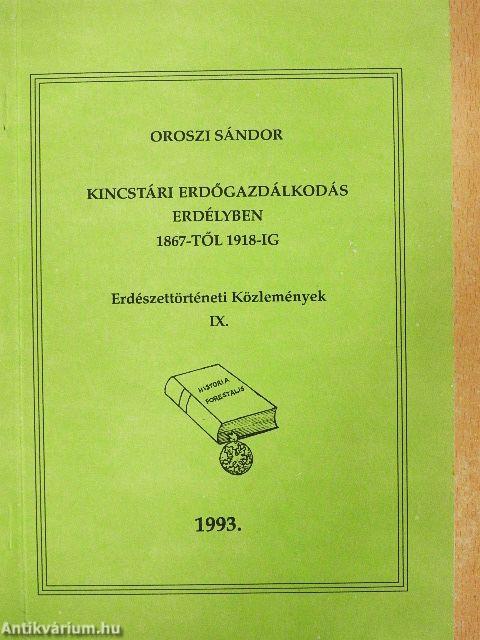 OROSZI SÁNDOR
KINCSTÁRI ERDŐGAZDÁLKODÁS
ERDÉLYBEN
1867-TŐL 1918-IG
Erdészettörténeti Közlemények
IX.
HISTORIA
FORESTALIS
1993.
Antikvárium.hu